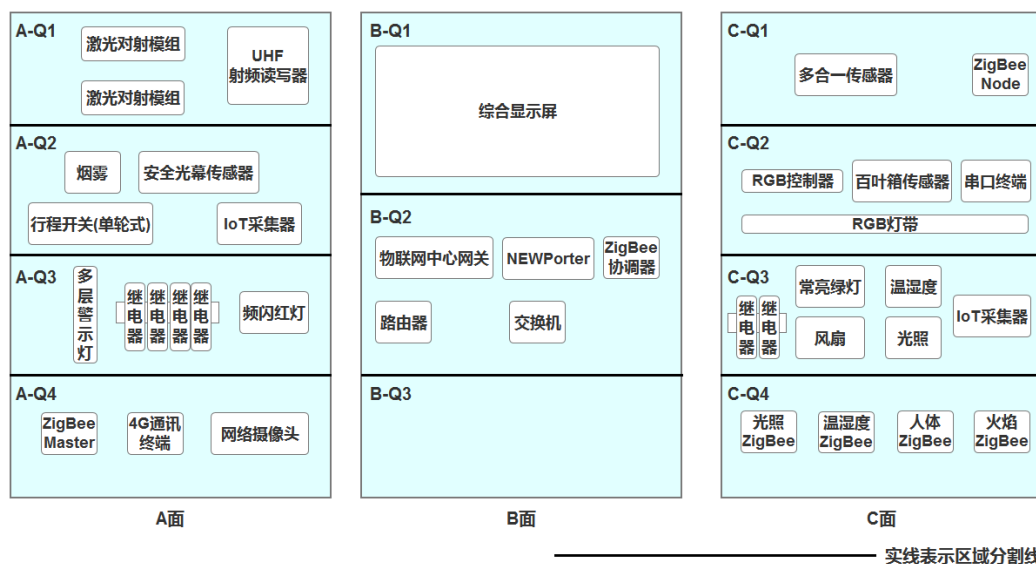 A-Q1
激光对射模组
激光对射模组
UHF
射频读写器
A-Q2
烟雾
安全光幕传感器
行程开关(单轮式)
IoT采集器
A-Q3
多层警示灯
继电器
继电器
继电器
继电器
频闪红灯
A-Q4
ZigBee
Master
4G通讯
终端
网络摄像头
A面
B-Q1
综合显示屏
B-Q2
物联网中心网关
NEWPorter
ZigBee
协调器
路由器
交换机
B-Q3
B面
C-Q1
多合一传感器
ZigBee
Node
C-Q2
RGB控制器
百叶箱传感器
串口终端
RGB灯带
C-Q3
继电器
继电器
常亮绿灯
温湿度
风扇
光照
IoT采集器
C-Q4
光照
ZigBee
温湿度
ZigBee
人体
ZigBee
火焰
ZigBee
C面
实线表示区域分割线